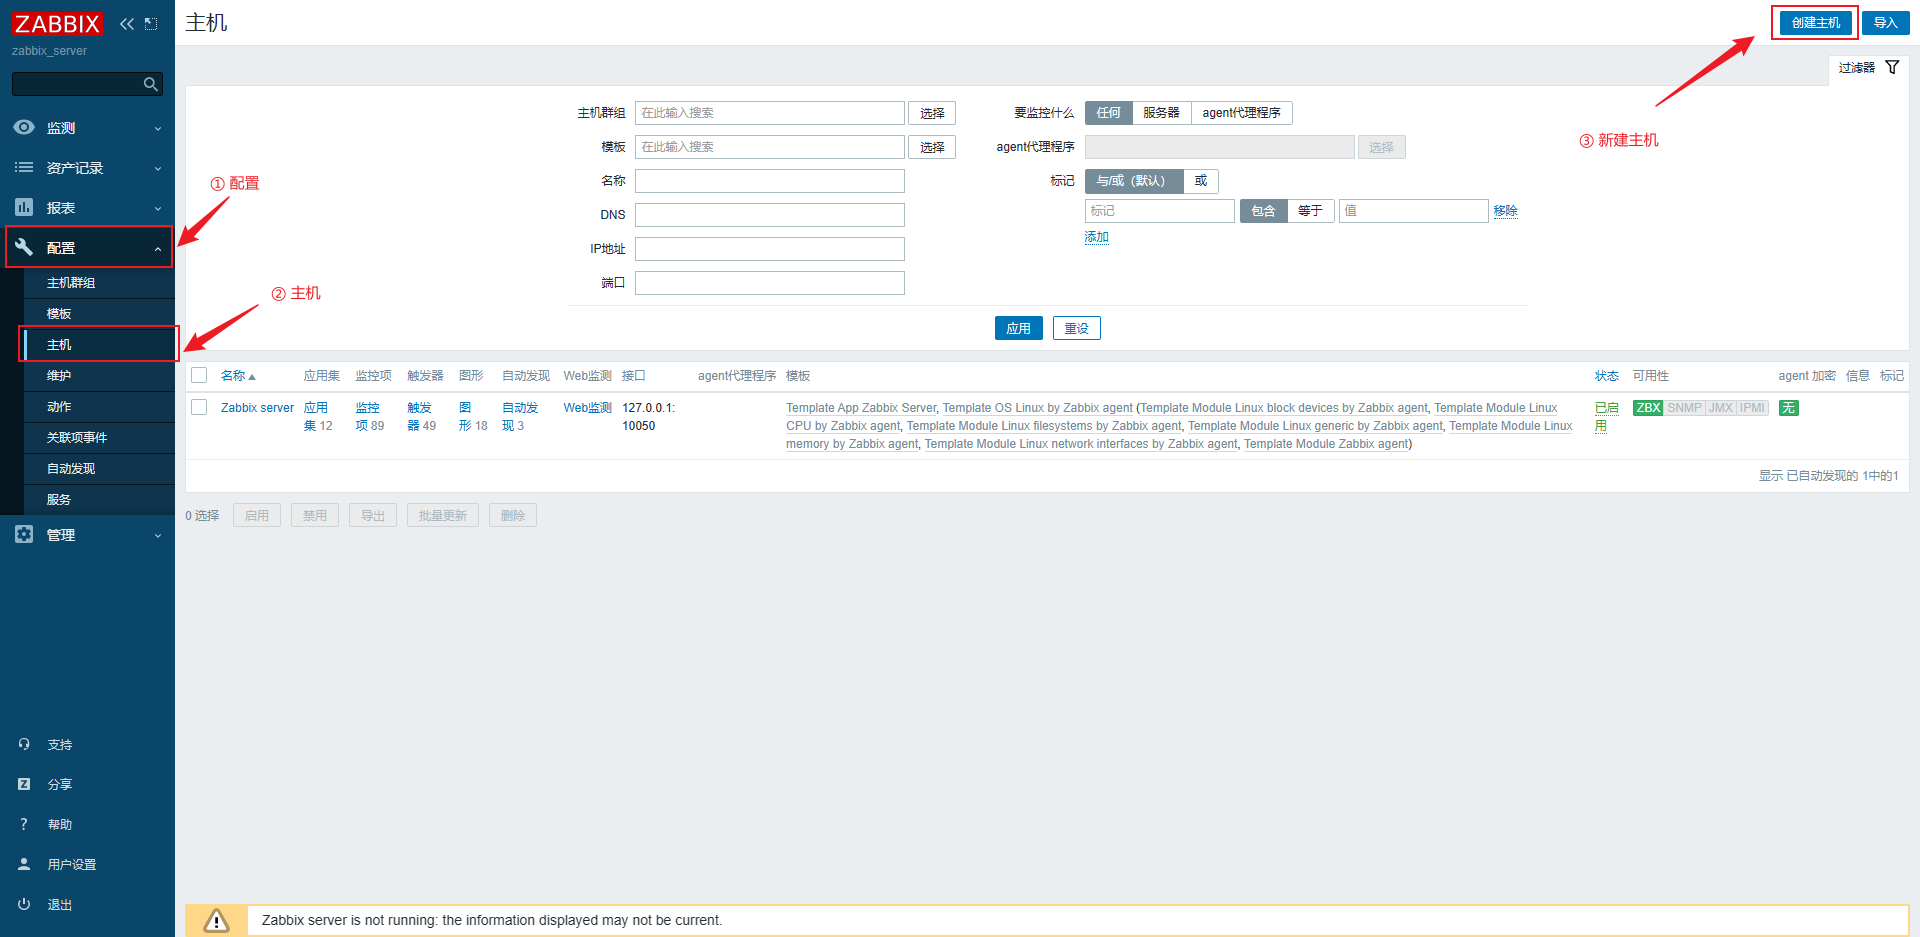 ZABBIX
zabbix_server
监测
资产记录
报表
配置
主机群组
模板
主机
维护
动作
关联项事件
自动发现
服务
管理
支持
分享
帮助
用户设置
退出
主机
创建主机 导入
过滤器
① 配置
② 主机
③ 新建主机
主机群组 在此输入搜索 选择
模板 在此输入搜索 选择
名称
DNS
IP地址
端口
要监控什么 任何 服务器 agent代理程序
agent代理程序 选择
标记 与/或（默认） 或
标记 包含 等于 值 移除
添加
应用 重设
名称 应用集 监控项 触发器 图形 自动发现 Web监测 接口 agent代理程序 模板 状态 可用性 agent 加密 信息 标记
Zabbix server 应用 监控 触发 图 自动发 Web监测 127.0.0.1: Template App Zabbix Server, Template OS Linux by Zabbix agent (Template Module Linux block devices by Zabbix agent, Template Module Linux 已启 ZBX SNMP JMX IPMI 无
集 12 项 89 器 49 形 18 现 3 10050 CPU by Zabbix agent, Template Module Linux filesystems by Zabbix agent, Template Module Linux generic by Zabbix agent, Template Module Linux 用
memory by Zabbix agent, Template Module Linux network interfaces by Zabbix agent, Template Module Zabbix agent)
显示 已自动发现的 1中的1
0 选择 启用 禁用 导出 批量更新 删除
Zabbix server is not running: the information displayed may not be current.